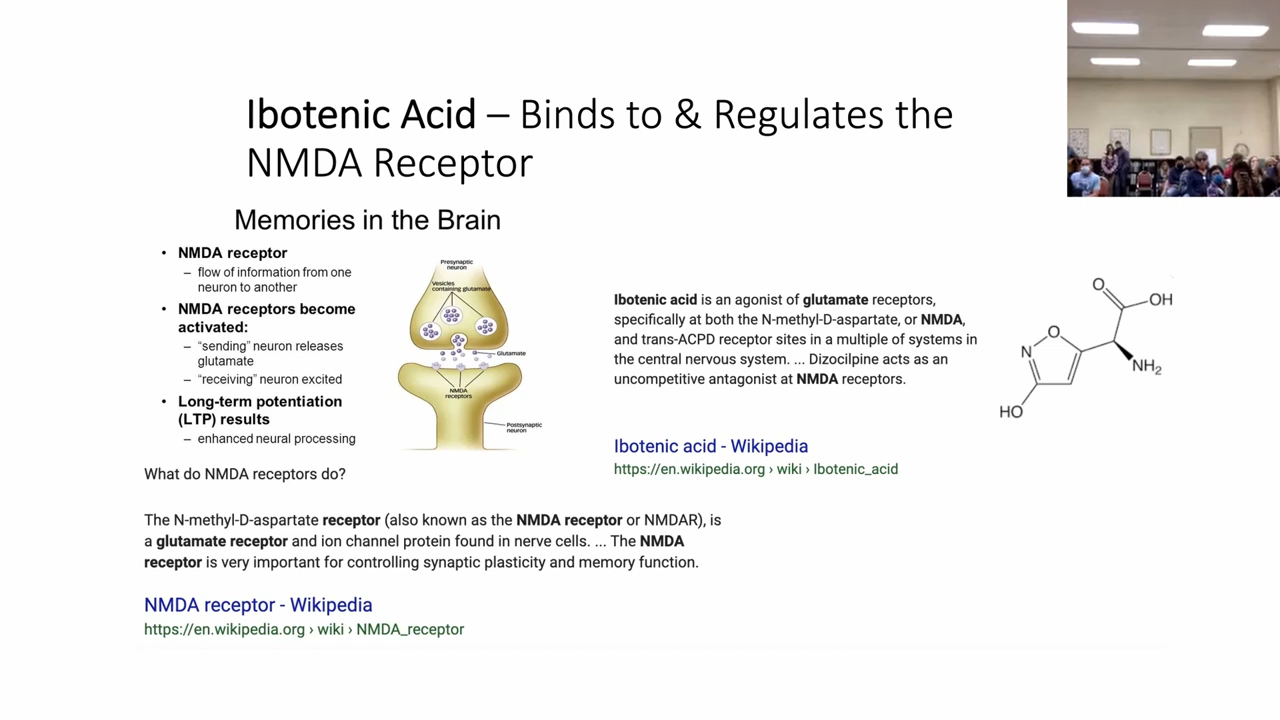 Ibotenic Acid – Binds to & Regulates the
NMDA Receptor
Memories in the Brain
• NMDA receptor
– flow of information from one
neuron to another
• NMDA receptors become
activated:
– “sending” neuron releases
glutamate
– “receiving” neuron excited
• Long-term potentiation
(LTP) results
– enhanced neural processing
Presynaptic
neuron
Vesicles
containing glutamate
Glutamate
NMDA
receptors
Postsynaptic
neuron
Ibotenic acid is an agonist of glutamate receptors,
specifically at both the N-methyl-D-aspartate, or NMDA,
and trans-ACPD receptor sites in a multiple of systems in
the central nervous system. ... Dizocilpine acts as an
uncompetitive antagonist at NMDA receptors.
Ibotenic acid - Wikipedia
https://en.wikipedia.org › wiki › Ibotenic_acid
O
OH
O
N
NH2
HO
What do NMDA receptors do?
The N-methyl-D-aspartate receptor (also known as the NMDA receptor or NMDAR), is
a glutamate receptor and ion channel protein found in nerve cells. ... The NMDA
receptor is very important for controlling synaptic plasticity and memory function.
NMDA receptor - Wikipedia
https://en.wikipedia.org › wiki › NMDA_receptor